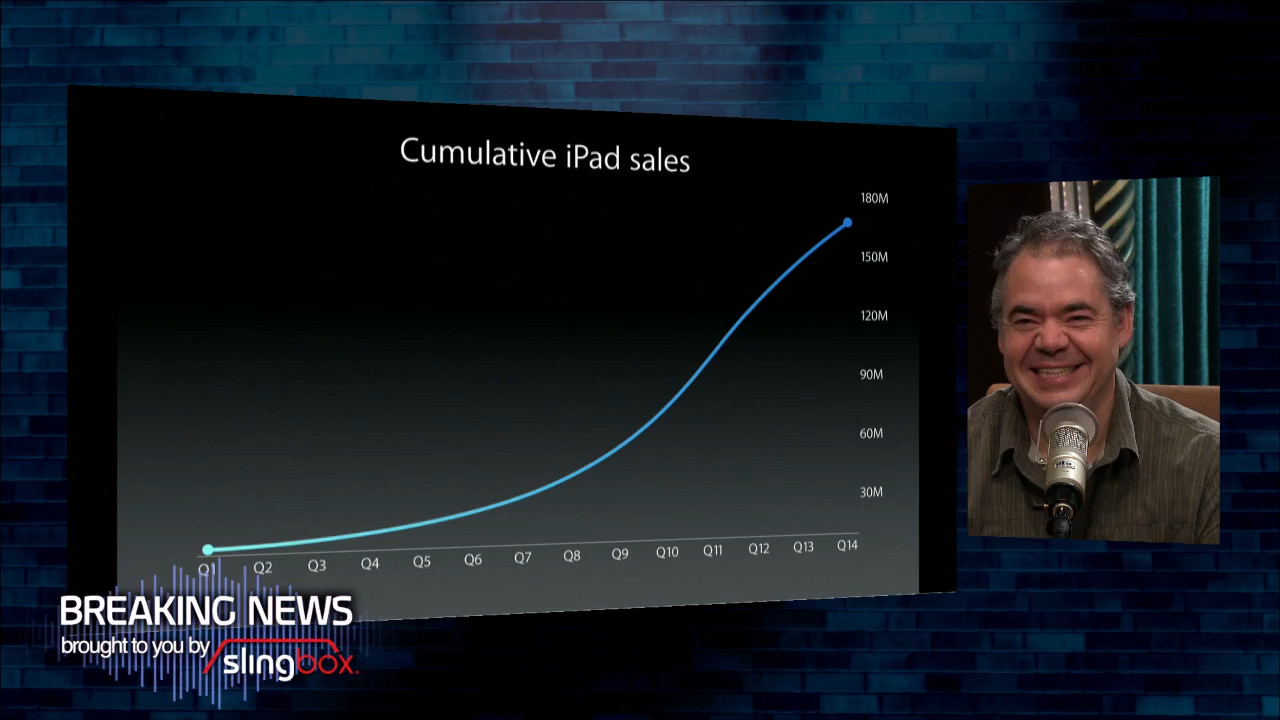 Cumulative iPad sales
180M
150M
120M
90M
60M
30M
Q1 Q2 Q3 Q4 Q5 Q6 Q7 Q8 Q9 Q10 Q11 Q12 Q13 Q14
BREAKING NEWS
brought to you by
slingbox.